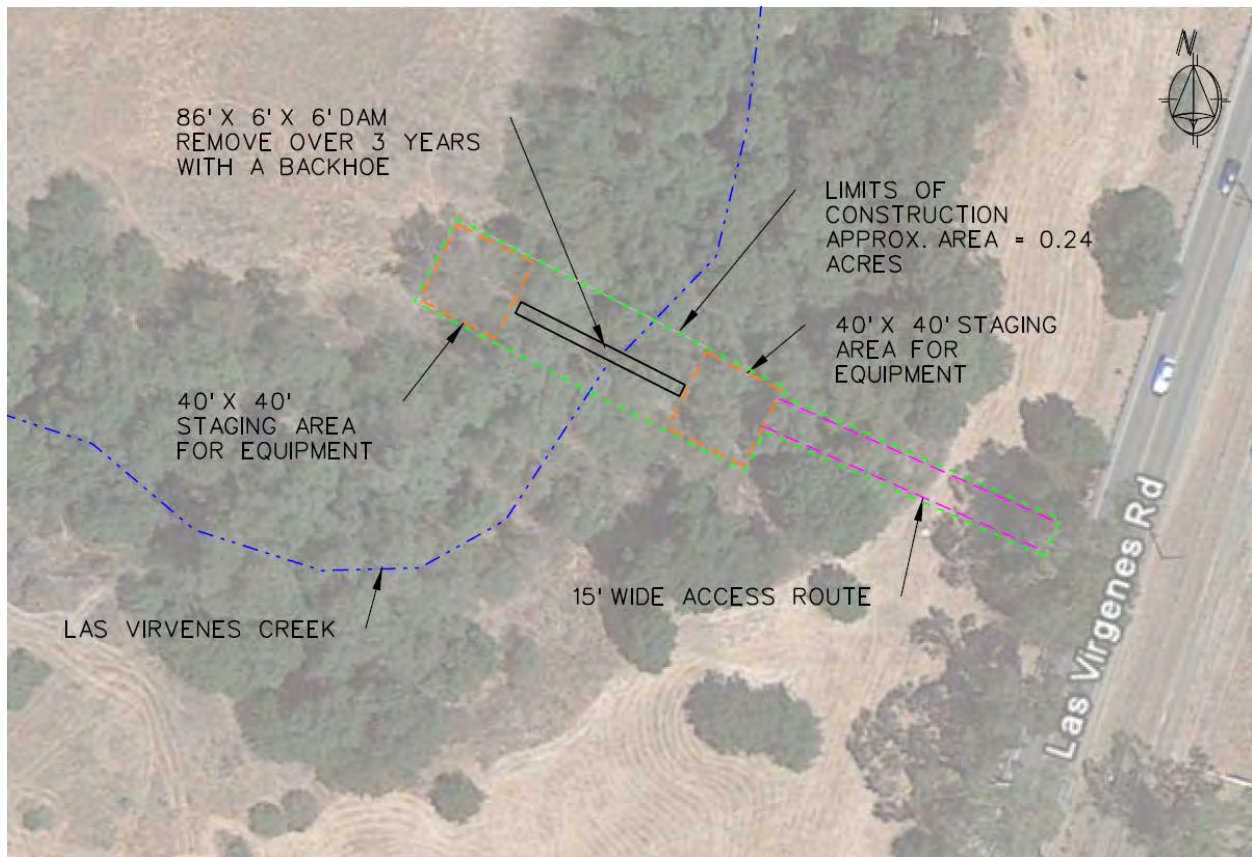 N
86' X 6' X 6' DAM
REMOVE OVER 3 YEARS
WITH A BACKHOE
LIMITS OF
CONSTRUCTION
APPROX. AREA = 0.24
ACRES
40' X 40' STAGING
AREA FOR
EQUIPMENT
40' X 40'
STAGING AREA
FOR EQUIPMENT
15' WIDE ACCESS ROUTE
LAS VIRVENES CREEK
Las Virgenes Rd